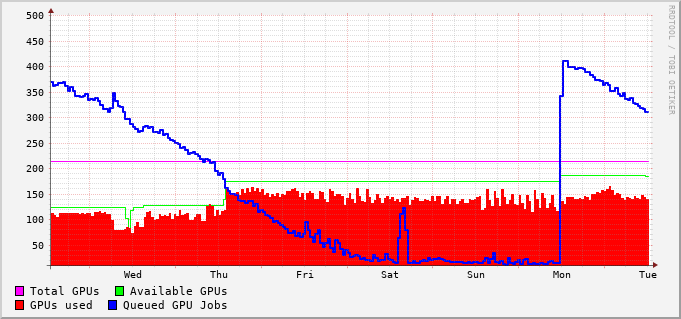 500
450
400
350
300
250
200
150
100
50
Wed Thu Fri Sat Sun Mon Tue
Total GPUs Available GPUs
GPUs used Queued GPU Jobs
RRDTOOL / TOBI OETIKER